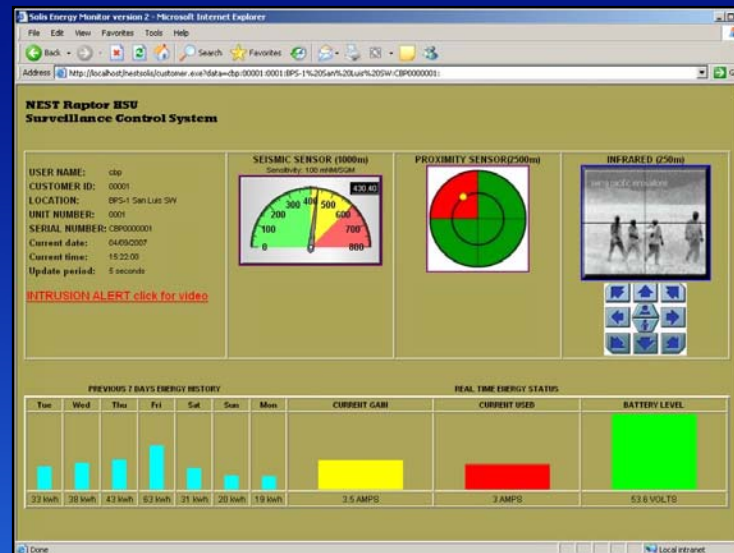 Solis Energy Monitor version 2 - Microsoft Internet Explorer
File Edit View Favorites Tools Help
Back Search Favorites
Address http://localhost/nestsolis/customer.exe?data=cbp:00001:0001:BPS-1%20San%20Luis%20SW:CBP0000001:
NEST Raptor HSU
Surveillance Control System
USER NAME: cbp
CUSTOMER ID: 00001
LOCATION: BPS-1 San Luis SW
UNIT NUMBER: 0001
SERIAL NUMBER: CBP0000001
Current date: 04/09/2007
Current time: 15:22:00
Update period: 5 seconds
INTRUSION ALERT click for video
SEISMIC SENSOR (1000m)
Sensitivity: 100 mNM/SQM
430.40
0 100 200 300 400 500 600 700 800
PROXIMITY SENSOR(2500m)
INFRARED (250m)
PREVIOUS 7 DAYS ENERGY HISTORY
Tue Wed Thu Fri Sat Sun Mon
33 kwh 38 kwh 43 kwh 63 kwh 31 kwh 20 kwh 19 kwh
REAL TIME ENERGY STATUS
CURRENT GAIN CURRENT USED BATTERY LEVEL
3.5 AMPS 3 AMPS 53.6 VOLTS
Done Local intranet